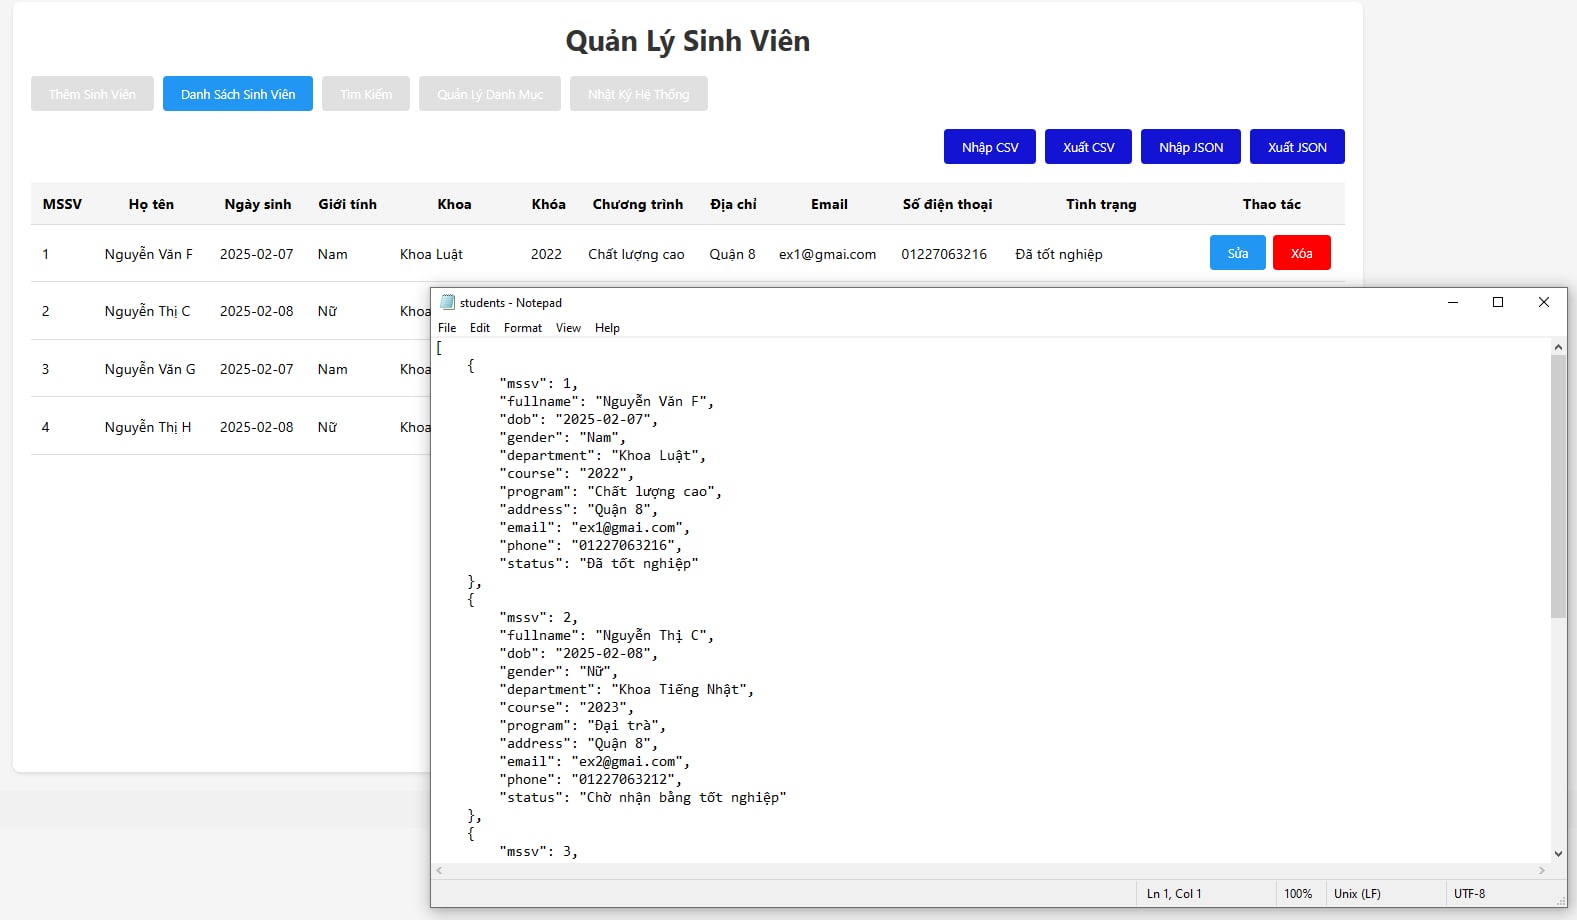 Quản Lý Sinh Viên
Thêm Sinh Viên Danh Sách Sinh Viên Tìm Kiếm Quản Lý Danh Mục Nhật Ký Hệ Thống
Nhập CSV Xuất CSV Nhập JSON Xuất JSON
MSSV Họ tên Ngày sinh Giới tính Khoa Khóa Chương trình Địa chỉ Email Số điện thoại Tình trạng Thao tác
1 Nguyễn Văn F 2025-02-07 Nam Khoa Luật 2022 Chất lượng cao Quận 8 ex1@gmai.com 01227063216 Đã tốt nghiệp Sửa Xóa
2 Nguyễn Thị C 2025-02-08 Nữ Khoa
3 Nguyễn Văn G 2025-02-07 Nam Khoa
4 Nguyễn Thị H 2025-02-08 Nữ Khoa
students - Notepad
File Edit Format View Help
[
{
"mssv": 1,
"fullname": "Nguyễn Văn F",
"dob": "2025-02-07",
"gender": "Nam",
"department": "Khoa Luật",
"course": "2022",
"program": "Chất lượng cao",
"address": "Quận 8",
"email": "ex1@gmai.com",
"phone": "01227063216",
"status": "Đã tốt nghiệp"
},
{
"mssv": 2,
"fullname": "Nguyễn Thị C",
"dob": "2025-02-08",
"gender": "Nữ",
"department": "Khoa Tiếng Nhật",
"course": "2023",
"program": "Đại trà",
"address": "Quận 8",
"email": "ex2@gmai.com",
"phone": "01227063212",
"status": "Chờ nhận bằng tốt nghiệp"
},
{
"mssv": 3,
Ln 1, Col 1 100% Unix (LF) UTF-8